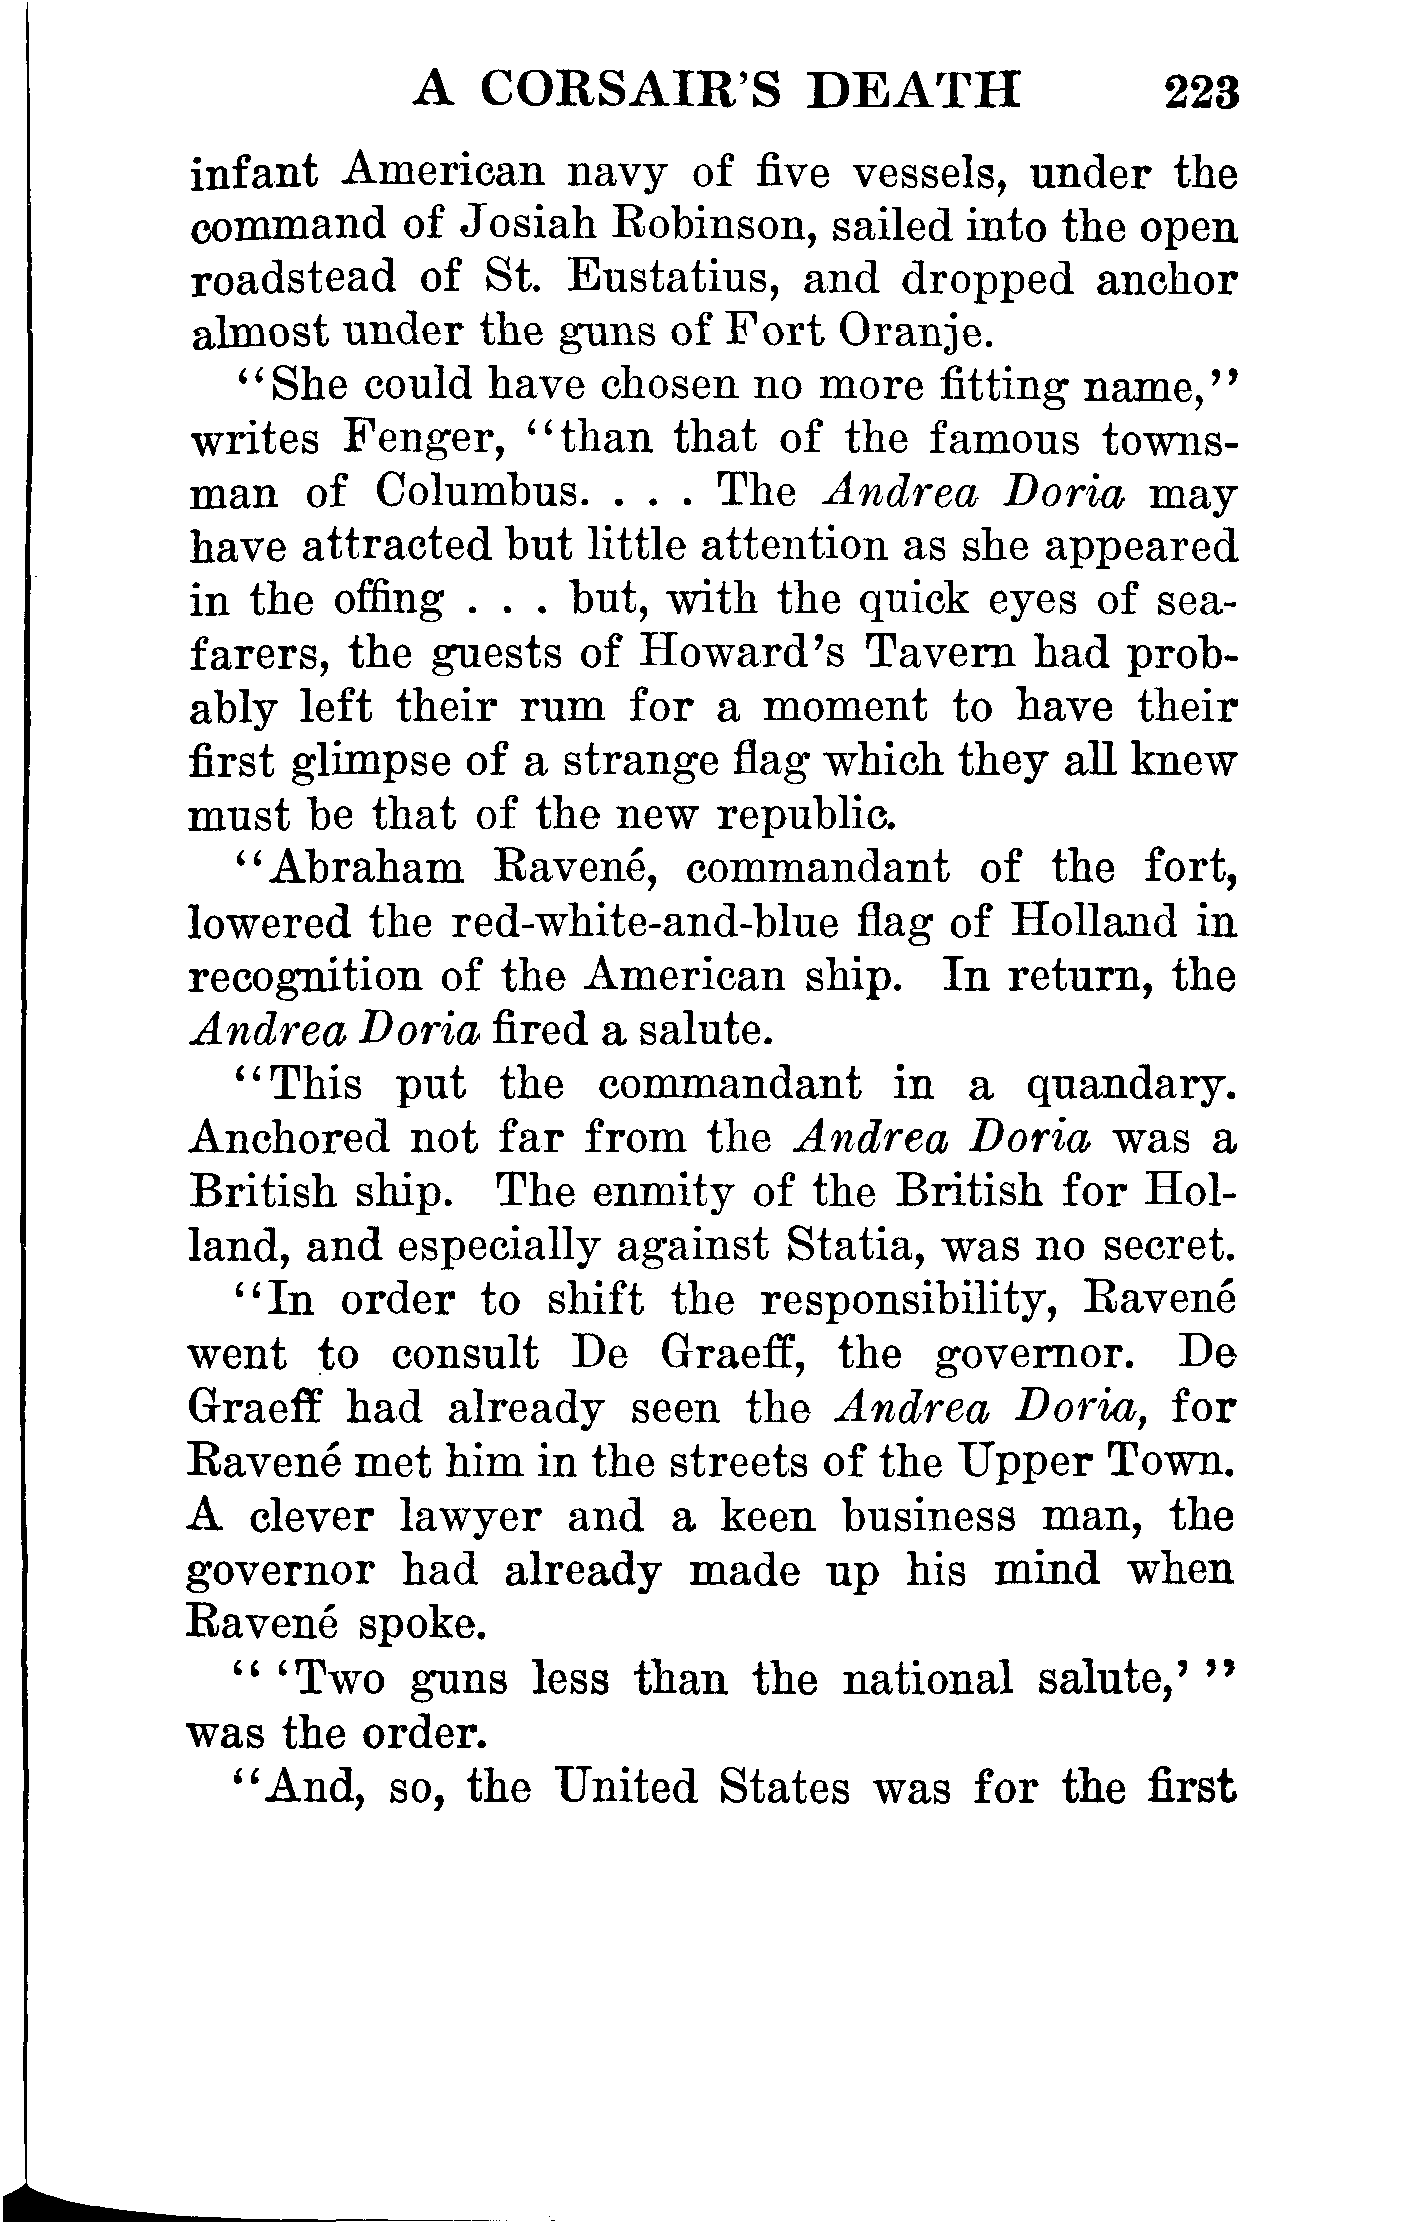 A CORSAIR'S DEATH 223
infant American navy of five vessels, under the
command of Josiah Robinson, sailed into the open
roadstead of St. Eustatius, and dropped anchor
almost under the guns of Fort Oranje.
“She could have chosen no more fitting name,”
writes Fenger, “than that of the famous towns-
man of Columbus. . . . The Andrea Doria may
have attracted but little attention as she appeared
in the offing . . . but, with the quick eyes of sea-
farers, the guests of Howard's Tavern had prob-
ably left their rum for a moment to have their
first glimpse of a strange flag which they all knew
must be that of the new republic.
“Abraham Ravené, commandant of the fort,
lowered the red-white-and-blue flag of Holland in
recognition of the American ship. In return, the
Andrea Doria fired a salute.
“This put the commandant in a quandary.
Anchored not far from the Andrea Doria was a
British ship. The enmity of the British for Hol-
land, and especially against Statia, was no secret.
“In order to shift the responsibility, Ravené
went to consult De Graeff, the governor. De
Graeff had already seen the Andrea Doria, for
Ravené met him in the streets of the Upper Town.
A clever lawyer and a keen business man, the
governor had already made up his mind when
Ravené spoke.
“ ‘Two guns less than the national salute,’ ”
was the order.
“And, so, the United States was for the first